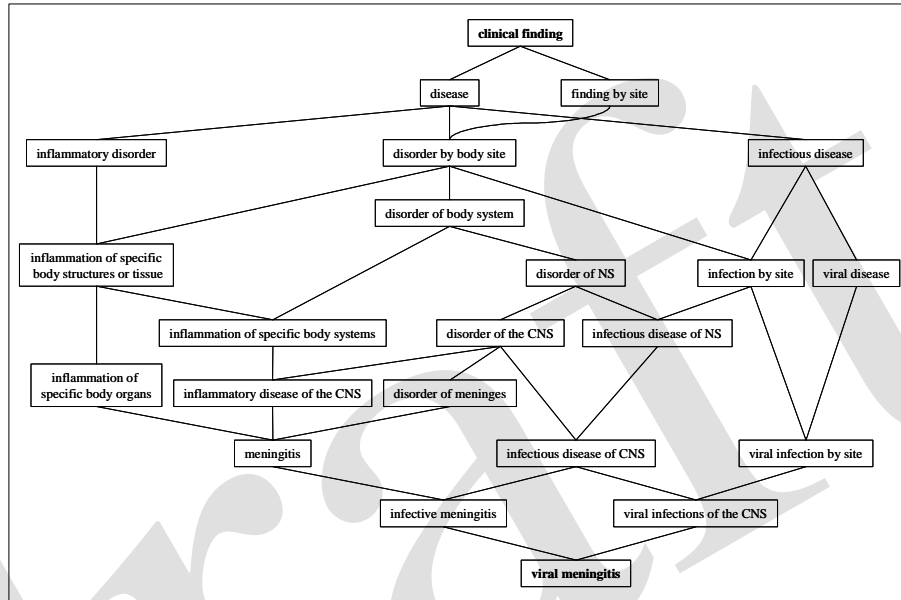 clinical finding
disease
finding by site
inflammatory disorder
disorder by body site
infectious disease
disorder of body system
inflammation of specific
body structures or tissue
disorder of NS
infection by site
viral disease
inflammation of specific body systems
disorder of the CNS
infectious disease of NS
inflammation of
specific body organs
inflammatory disease of the CNS
disorder of meninges
meningitis
infectious disease of CNS
viral infection by site
infective meningitis
viral infections of the CNS
viral meningitis
raft